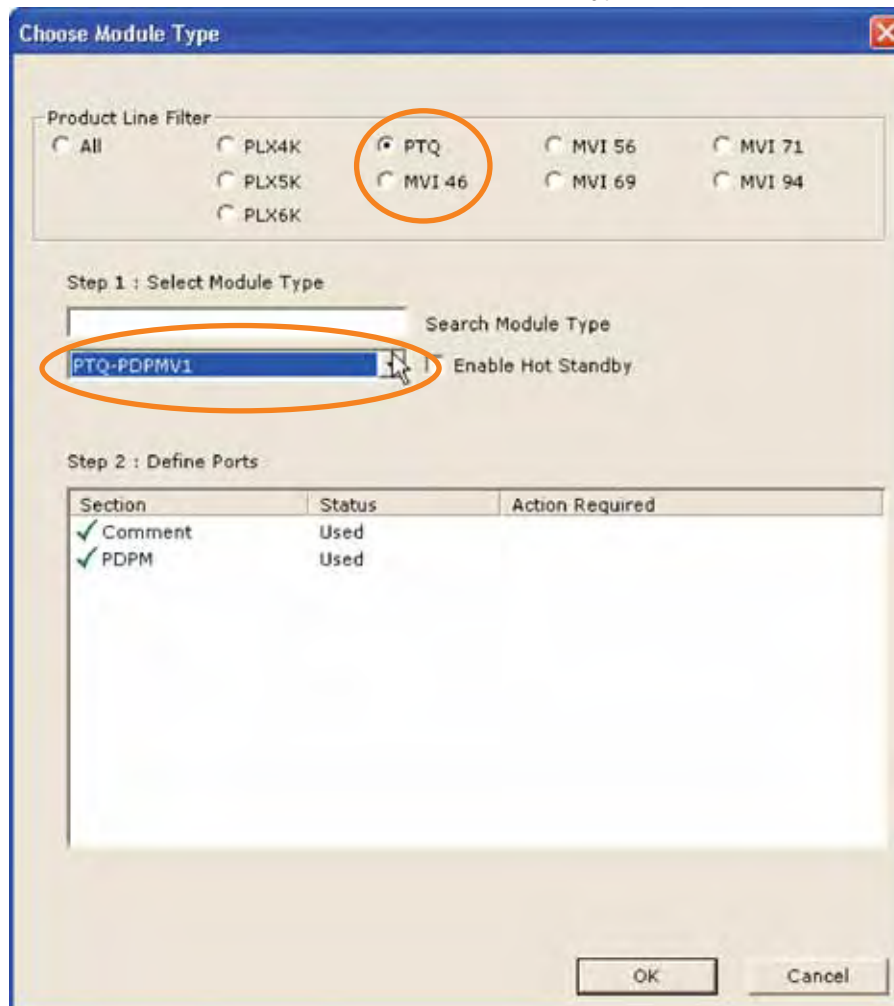 Choose Module Type
Product Line Filter
All PLX4K PTQ MVI 56 MVI 71
PLX5K MVI 46 MVI 69 MVI 94
PLX6K
Step 1 : Select Module Type
Search Module Type
PTQ-PDPMV1 Enable Hot Standby
Step 2 : Define Ports
Section Status Action Required
Comment Used
PDPM Used
OK Cancel